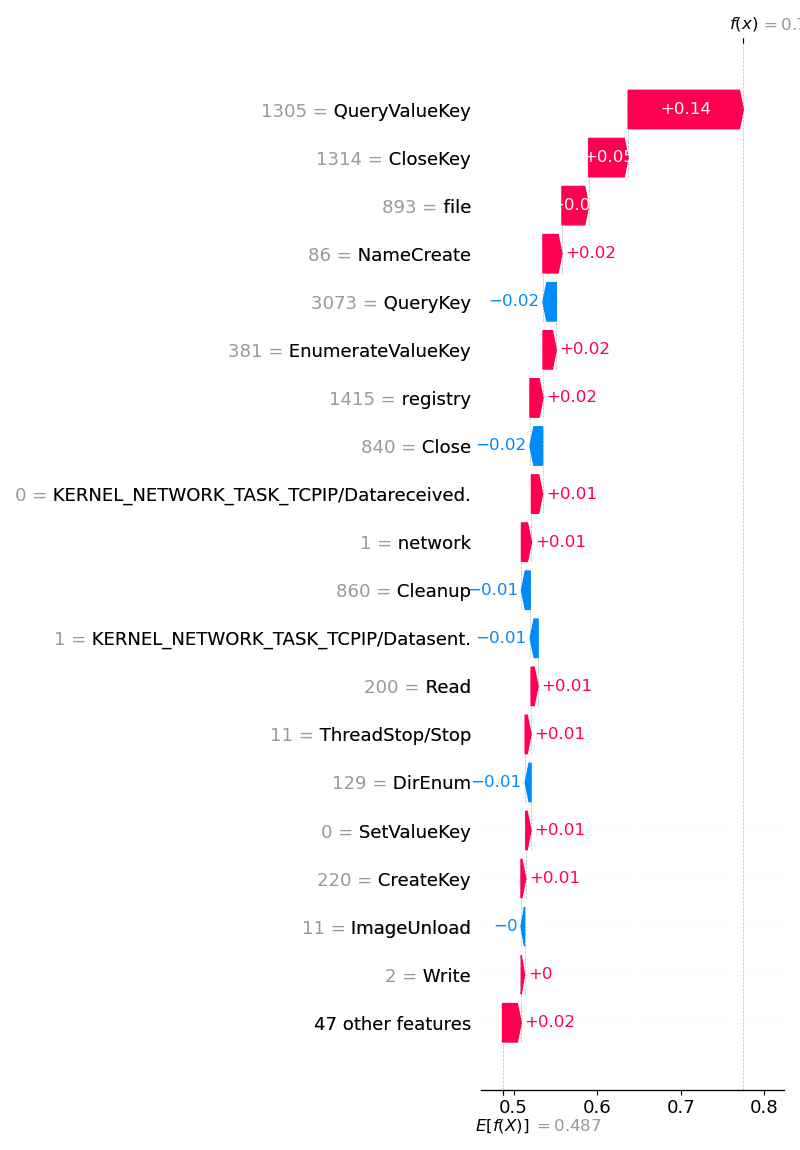 f(x) = 0.7
1305 = QueryValueKey
+0.14
1314 = CloseKey
+0.05
893 = file
86 = NameCreate
+0.02
3073 = QueryKey
−0.02
381 = EnumerateValueKey
+0.02
1415 = registry
+0.02
840 = Close
−0.02
0 = KERNEL_NETWORK_TASK_TCPIP/Datareceived.
+0.01
1 = network
+0.01
860 = Cleanup
−0.01
1 = KERNEL_NETWORK_TASK_TCPIP/Datasent.
−0.01
200 = Read
+0.01
11 = ThreadStop/Stop
+0.01
129 = DirEnum
−0.01
0 = SetValueKey
+0.01
220 = CreateKey
+0.01
11 = ImageUnload
−0
2 = Write
+0
47 other features
+0.02
0.5 0.6 0.7 0.8
E[f(X)] = 0.487